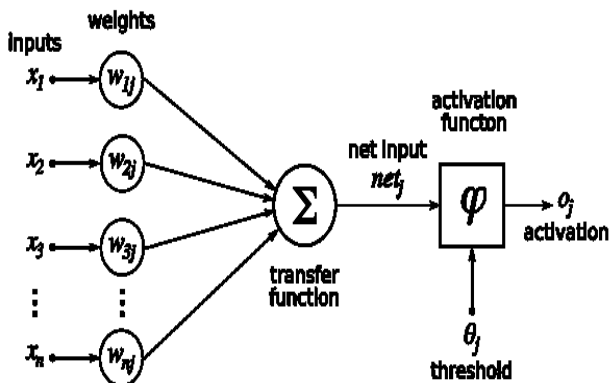 weights
inputs
x₁ w₁ⱼ
x₂ w₂ⱼ
x₃ w₃ⱼ
xₙ wₙⱼ
Σ
transfer
function
net input
netⱼ
activation
functon
φ
oⱼ
activation
θⱼ
threshold